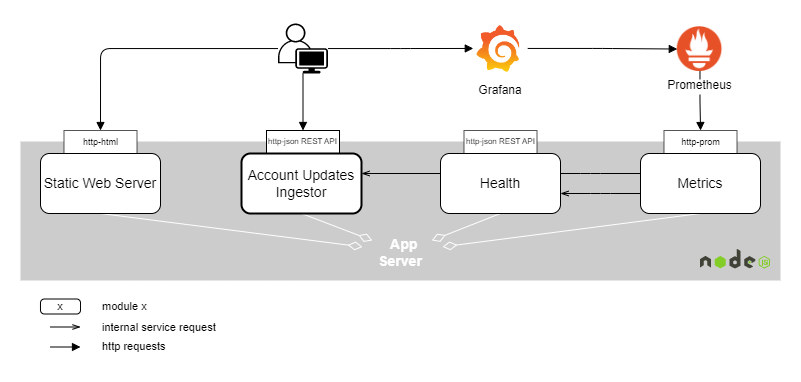 Grafana
Prometheus
http-html
http-json REST API
http-json REST API
http-prom
Static Web Server
Account Updates
Ingestor
Health
Metrics
App
Server
node
JS
x
module x
internal service request
http requests